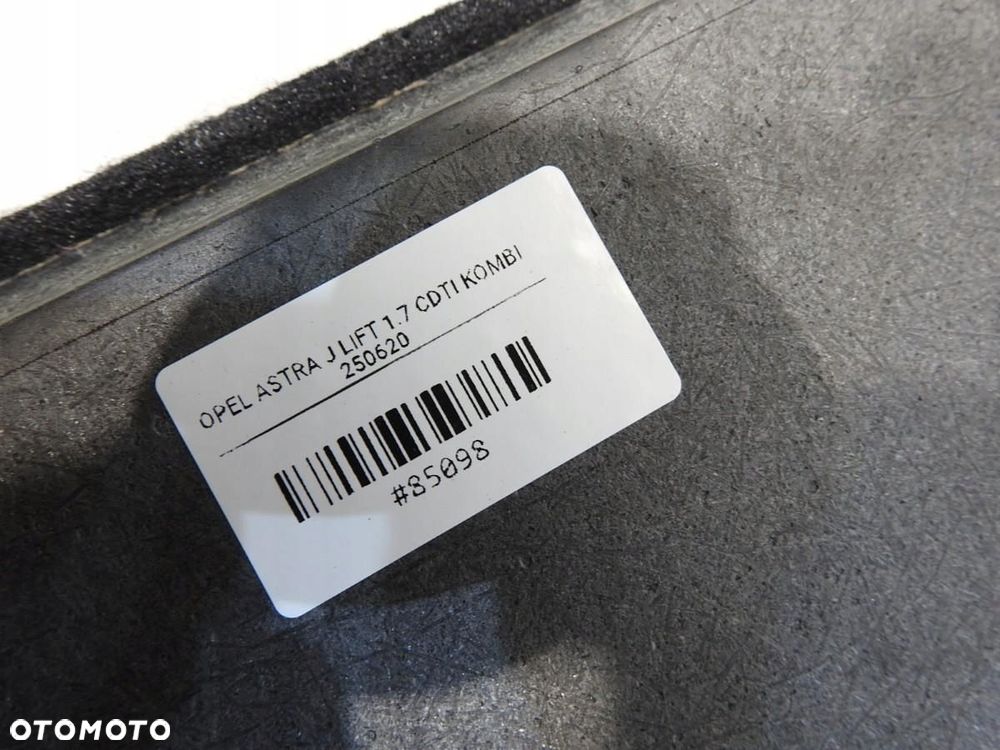 OPEL ASTRA J LIFT 1.7 CDTI KOMBI
250620
#85098
OTOMOTO